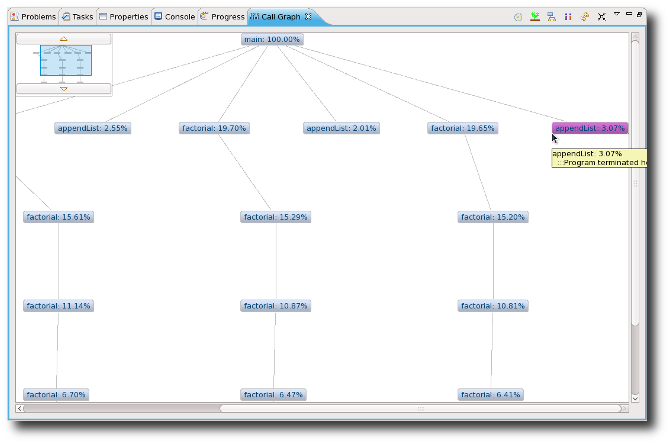 Problems Tasks Properties Console Progress Call Graph
main: 100.00%
appendList: 2.55% factorial: 19.70% appendList: 2.01% factorial: 19.65% appendList: 3.07%
appendList: 3.07%
:: Program terminated
factorial: 15.61% factorial: 15.29% factorial: 15.20%
factorial: 11.14% factorial: 10.87% factorial: 10.81%
factorial: 6.70% factorial: 6.47% factorial: 6.41%